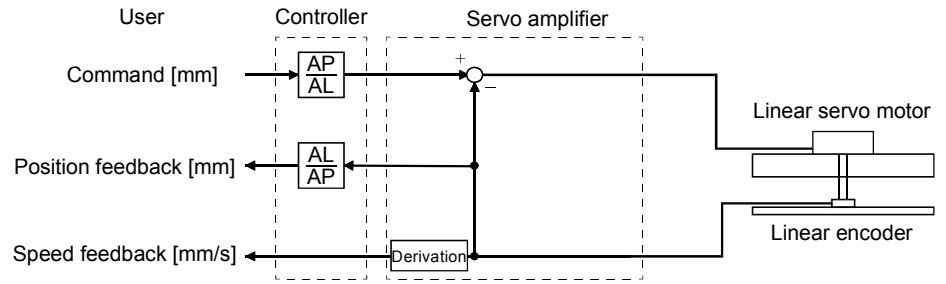 User
Controller
Servo amplifier
Command [mm]
AP
AL
+
−
Linear servo motor
Position feedback [mm]
AL
AP
Linear encoder
Speed feedback [mm/s]
Derivation